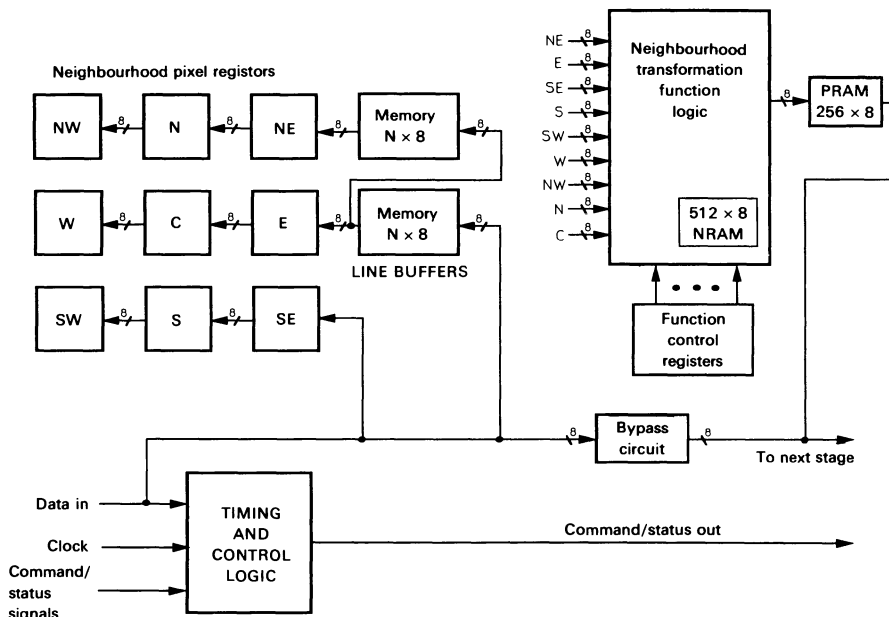 Neighbourhood pixel registors
NW
8
N
8
NE
8
Memory
N × 8
8
W
8
C
8
E
8
Memory
N × 8
8
LINE BUFFERS
SW
8
S
8
SE
NE
8
E
8
SE
8
S
8
SW
8
W
8
NW
8
N
8
C
8
Neighbourhood
transformation
function
logic
512 × 8
NRAM
8
PRAM
256 × 8
Function
control
registers
8
Bypass
circuit
8
To next stage
Data in
Clock
Command/
status
signals
TIMING
AND
CONTROL
LOGIC
Command/status out